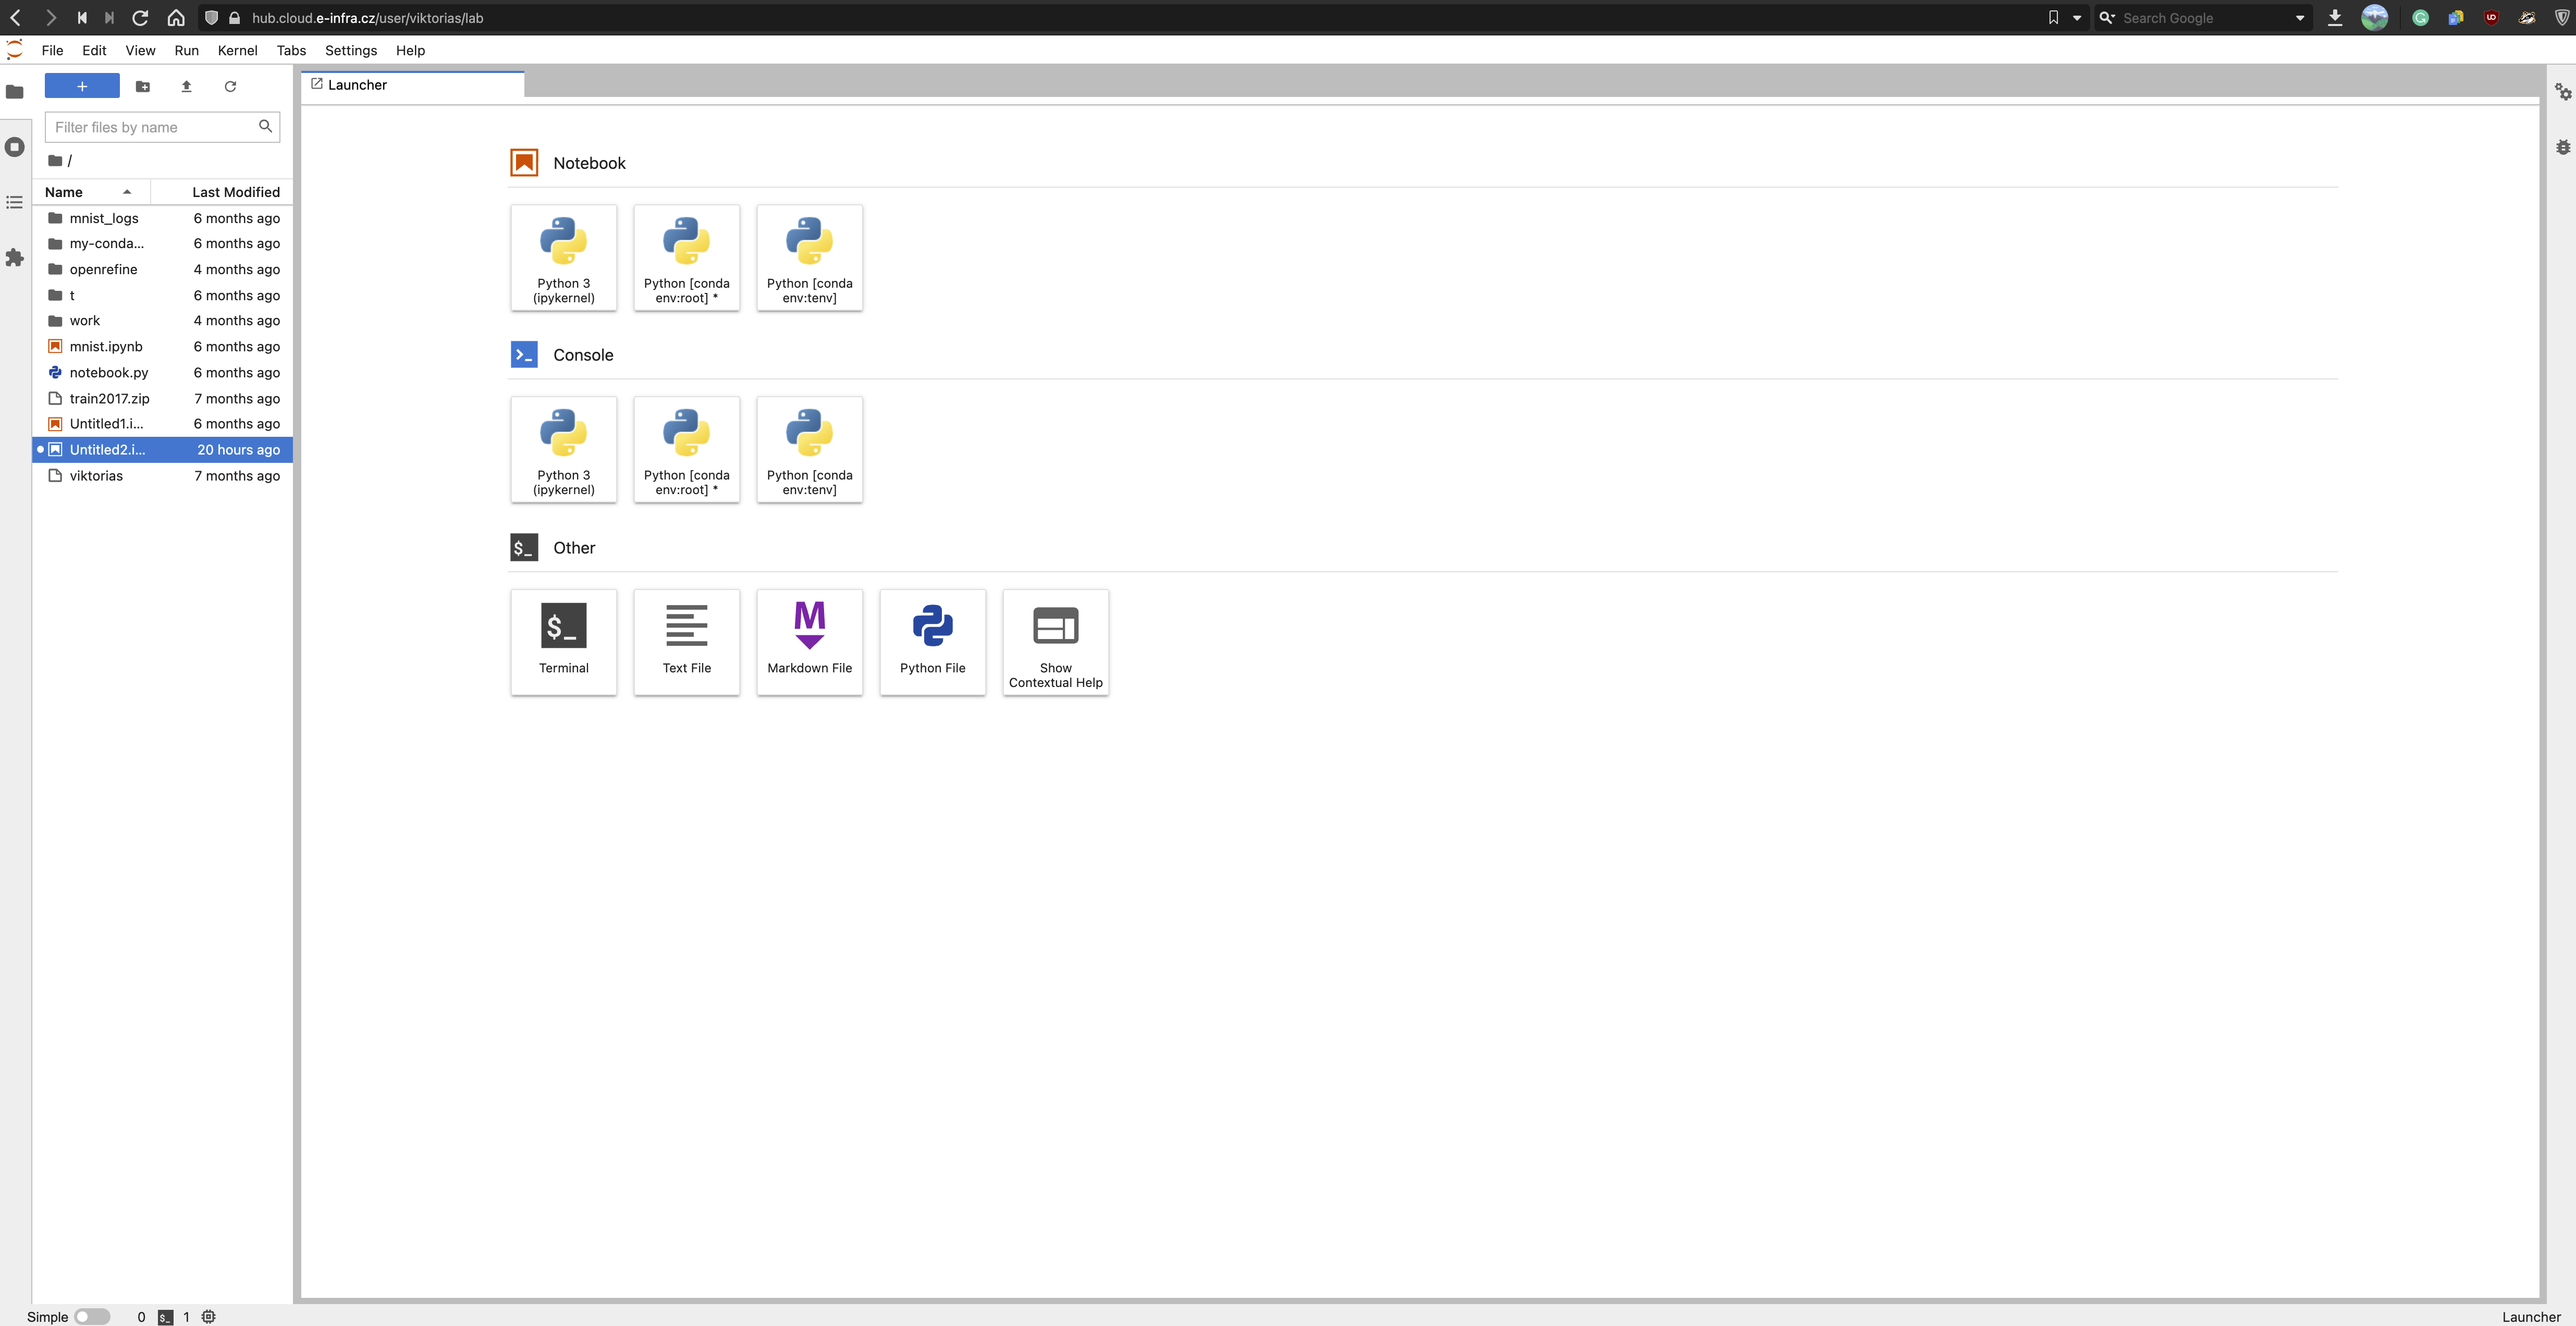 hub.cloud.e-infra.cz/user/viktorias/lab
Search Google
File Edit View Run Kernel Tabs Settings Help
Launcher
Filter files by name
/
Name Last Modified
mnist_logs 6 months ago
my-conda... 6 months ago
openrefine 4 months ago
t 6 months ago
work 4 months ago
mnist.ipynb 6 months ago
notebook.py 6 months ago
train2017.zip 7 months ago
Untitled1.i... 6 months ago
Untitled2.i... 20 hours ago
viktorias 7 months ago
Notebook
Python 3
(ipykernel)
Python [conda
env:root] *
Python [conda
env:tenv]
Console
Python 3
(ipykernel)
Python [conda
env:root] *
Python [conda
env:tenv]
$_ Other
$_
Terminal
Text File
M
Markdown File
Python File
Show
Contextual Help
Simple 0 $_ 1
Launcher